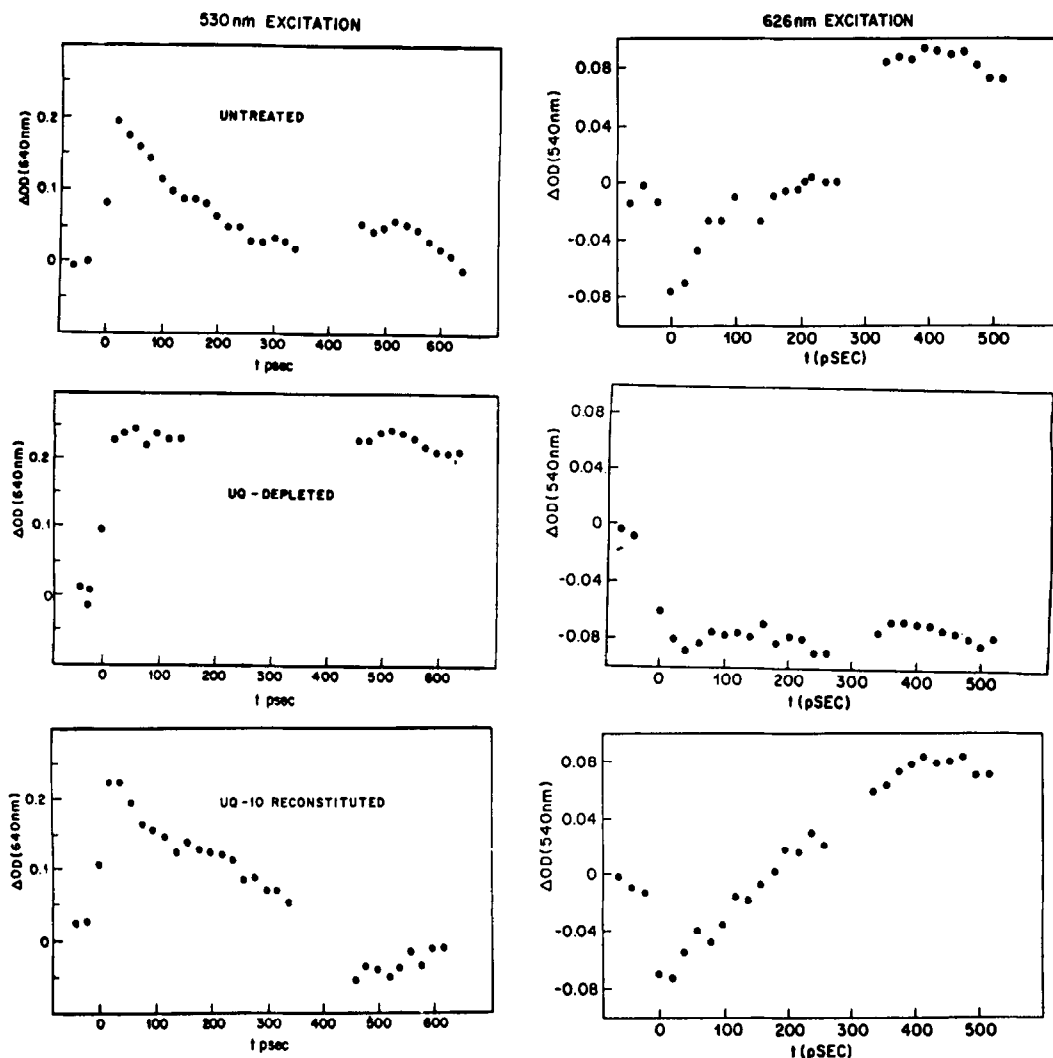 530 nm EXCITATION
626nm EXCITATION
ΔOD(640nm)
0.2
0.1
0
UNTREATED
0 100 200 300 400 500 600
t psec
ΔOD(540nm)
0.08
0.04
0
-0.04
-0.08
0 100 200 300 400 500
t (pSEC)
ΔOD(640nm)
0.2
0.1
0
UQ-DEPLETED
0 100 200 300 400 500 600
t psec
ΔOD(540nm)
0.08
0.04
0
-0.04
-0.08
0 100 200 300 400 500
t (pSEC)
ΔOD(640nm)
0.2
0.1
0
UQ-10 RECONSTITUTED
0 100 200 300 400 500 600
t psec
ΔOD(540nm)
0.08
0.04
0
-0.04
-0.08
0 100 200 300 400 500
t (pSEC)